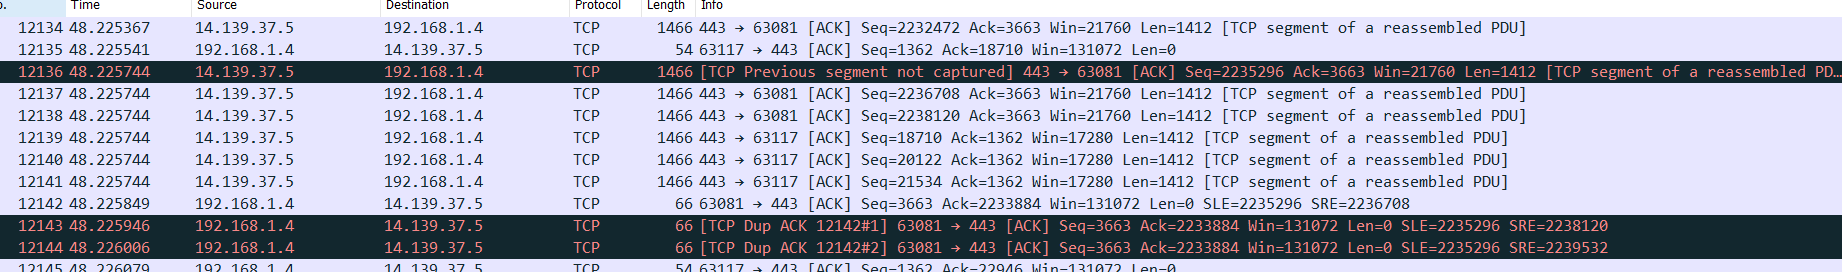 o. Time Source Destination Protocol Length Info
12134 48.225367 14.139.37.5 192.168.1.4 TCP 1466 443 → 63081 [ACK] Seq=2232472 Ack=3663 Win=21760 Len=1412 [TCP segment of a reassembled PDU]
12135 48.225541 192.168.1.4 14.139.37.5 TCP 54 63117 → 443 [ACK] Seq=1362 Ack=18710 Win=131072 Len=0
12136 48.225744 14.139.37.5 192.168.1.4 TCP 1466 [TCP Previous segment not captured] 443 → 63081 [ACK] Seq=2235296 Ack=3663 Win=21760 Len=1412 [TCP segment of a reassembled PD…
12137 48.225744 14.139.37.5 192.168.1.4 TCP 1466 443 → 63081 [ACK] Seq=2236708 Ack=3663 Win=21760 Len=1412 [TCP segment of a reassembled PDU]
12138 48.225744 14.139.37.5 192.168.1.4 TCP 1466 443 → 63081 [ACK] Seq=2238120 Ack=3663 Win=21760 Len=1412 [TCP segment of a reassembled PDU]
12139 48.225744 14.139.37.5 192.168.1.4 TCP 1466 443 → 63117 [ACK] Seq=18710 Ack=1362 Win=17280 Len=1412 [TCP segment of a reassembled PDU]
12140 48.225744 14.139.37.5 192.168.1.4 TCP 1466 443 → 63117 [ACK] Seq=20122 Ack=1362 Win=17280 Len=1412 [TCP segment of a reassembled PDU]
12141 48.225744 14.139.37.5 192.168.1.4 TCP 1466 443 → 63117 [ACK] Seq=21534 Ack=1362 Win=17280 Len=1412 [TCP segment of a reassembled PDU]
12142 48.225849 192.168.1.4 14.139.37.5 TCP 66 63081 → 443 [ACK] Seq=3663 Ack=2233884 Win=131072 Len=0 SLE=2235296 SRE=2236708
12143 48.225946 192.168.1.4 14.139.37.5 TCP 66 [TCP Dup ACK 12142#1] 63081 → 443 [ACK] Seq=3663 Ack=2233884 Win=131072 Len=0 SLE=2235296 SRE=2238120
12144 48.226006 192.168.1.4 14.139.37.5 TCP 66 [TCP Dup ACK 12142#2] 63081 → 443 [ACK] Seq=3663 Ack=2233884 Win=131072 Len=0 SLE=2235296 SRE=2239532
12145 48.226079 192.168.1.4 14.139.37.5 TCP 54 63117 → 443 [ACK] Seq=1362 Ack=22946 Win=131072 Len=0